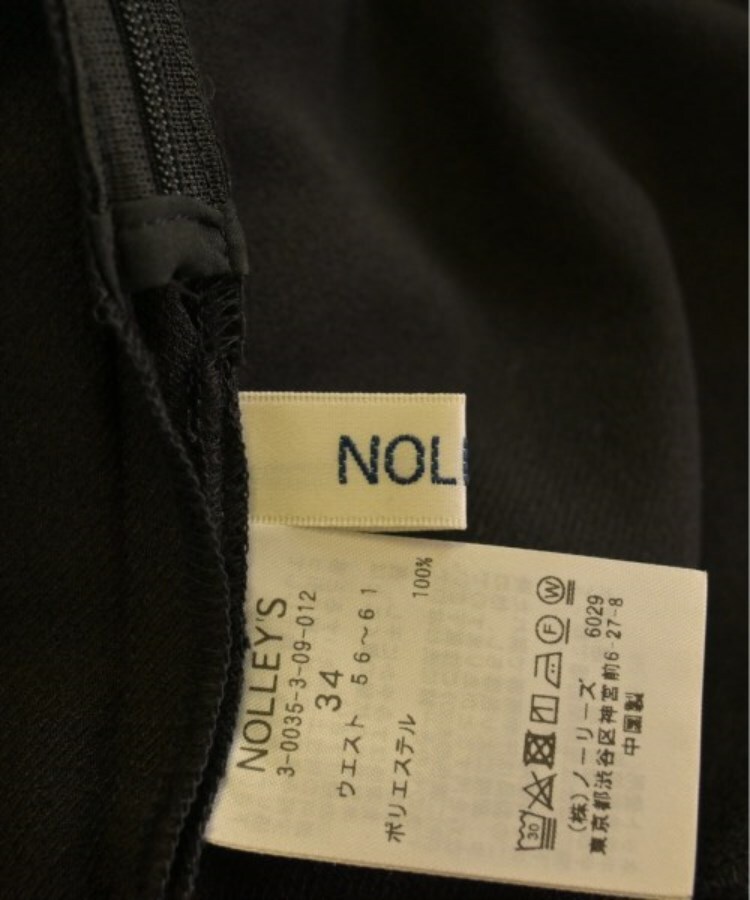 NOL
NOLLEY'S
3-0035-3-09-012
34
ウエスト 56～61
ポリエステル 100%
30 F W
(株)ノーリーズ 6029
東京都渋谷区神宮前6-27-8
中国製